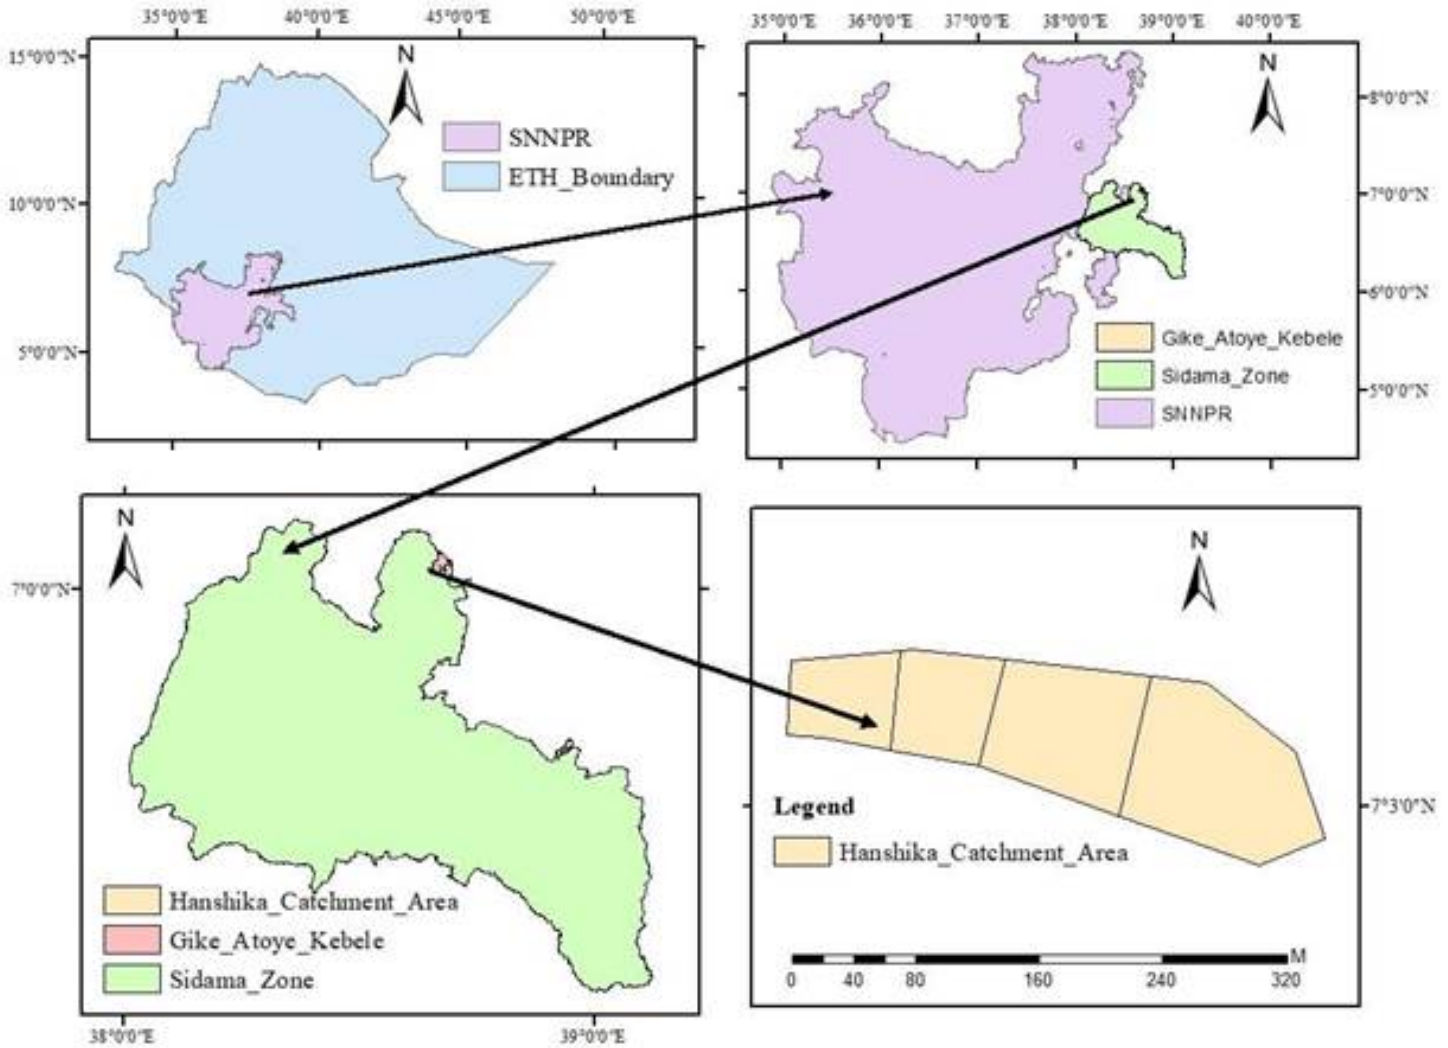 35°0'0"E 40°0'0"E 45°0'0"E 50°0'0"E
15°0'0"N
10°0'0"N
5°0'0"N
N
SNNPR
ETH_Boundary
35°0'0"E 36°0'0"E 37°0'0"E 38°0'0"E 39°0'0"E 40°0'0"E
N
8°0'0"N
7°0'0"N
6°0'0"N
5°0'0"N
Gike_Atoye_Kebele
Sidama_Zone
SNNPR
N
7°0'0"N
Hanshika_Catchment_Area
Gike_Atoye_Kebele
Sidama_Zone
38°0'0"E 39°0'0"E
N
7°3'0"N
Legend
Hanshika_Catchment_Area
M
0 40 80 160 240 320